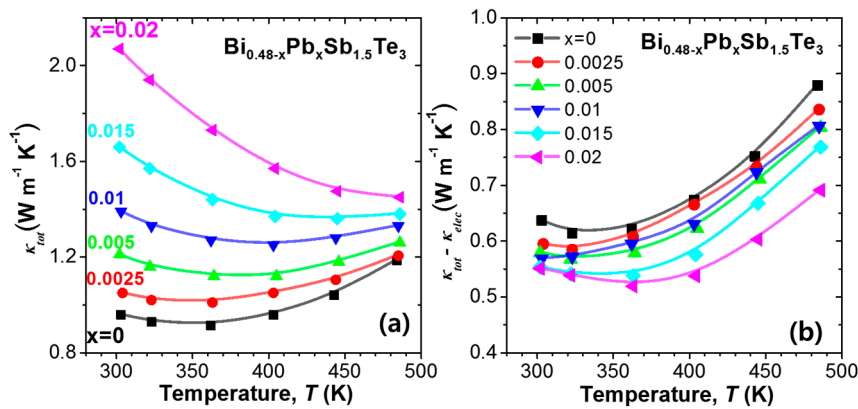 x=0.02
Bi0.48-xPbxSb1.5Te3
2.0
0.015
1.6
κtot(W m-1 K-1)
0.01
0.005
1.2
0.0025
x=0
(a)
0.8
300 350 400 450 500
Temperature, T (K)
1.0
x=0 Bi0.48-xPbxSb1.5Te3
0.9
0.0025
0.005
0.8
0.01
0.015
0.7
0.02
κtot - κelec (W m-1 K-1)
0.6
0.5
(b)
0.4
300 350 400 450 500
Temperature, T (K)